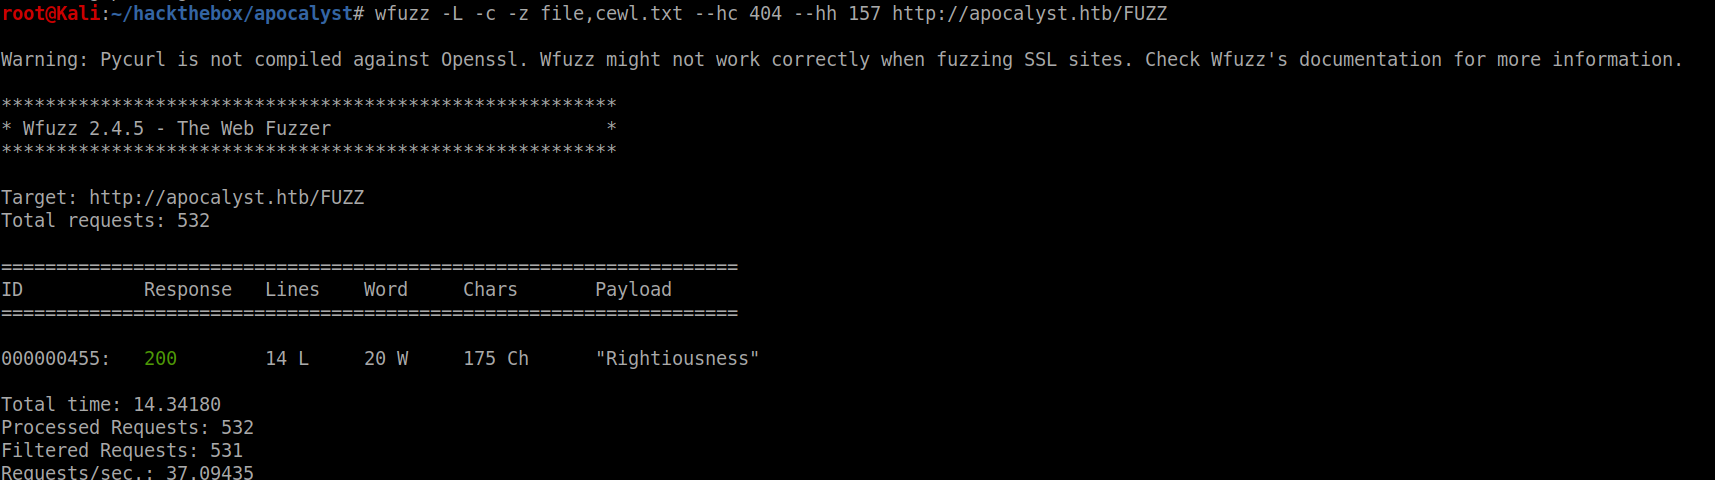 root@Kali:~/hackthebox/apocalyst# wfuzz -L -c -z file,cewl.txt --hc 404 --hh 157 http://apocalyst.htb/FUZZ
Warning: Pycurl is not compiled against Openssl. Wfuzz might not work correctly when fuzzing SSL sites. Check Wfuzz's documentation for more information.
********************************************************
* Wfuzz 2.4.5 - The Web Fuzzer                         *
********************************************************
Target: http://apocalyst.htb/FUZZ
Total requests: 532
===================================================================
ID           Response   Lines    Word     Chars       Payload
===================================================================
000000455:   200        14 L     20 W     175 Ch      "Rightiousness"
Total time: 14.34180
Processed Requests: 532
Filtered Requests: 531
Requests/sec.: 37.09435